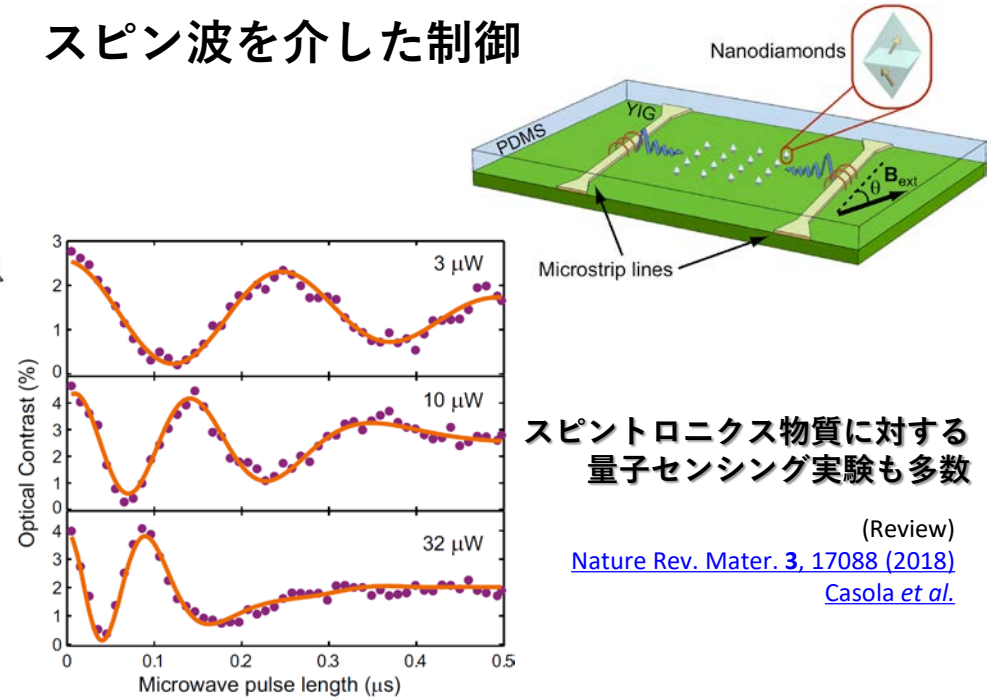 スピン波を介した制御
Nanodiamonds
YIG
PDMS
θ
B_ext
Microstrip lines
Optical Contrast (%)
3
2
1
0
3 μW
4
3
2
1
0
10 μW
4
3
2
1
0
32 μW
0 0.1 0.2 0.3 0.4 0.5
Microwave pulse length (μs)
スピントロニクス物質に対する
量子センシング実験も多数
(Review)
Nature Rev. Mater. 3, 17088 (2018)
Casola et al.